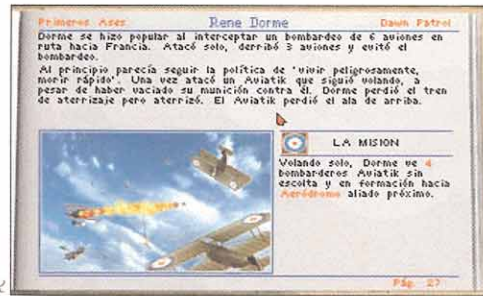 Primeros Ases Rene Dorme Dawn Patrol
Dorme se hizo popular al interceptar un bombardeo de 6 aviones en
ruta hacia Francia. Atacó solo, derribó 3 aviones y evitó el
bombardeo.
Al principio parecía seguir la política de 'vivir peligrosamente,
morir rápido'. Una vez atacó un Aviatik que siguió volando, a
pesar de haber vaciado su munición contra él. Dorme perdió el tren
de aterrizaje pero aterrizó. El Aviatik perdió el ala de arriba.
LA MISION
Volando solo, Dorme ve 4
bombarderos Aviatik sin
escolta y en formación hacia
Aeródromo aliado próximo.
Pág. 27